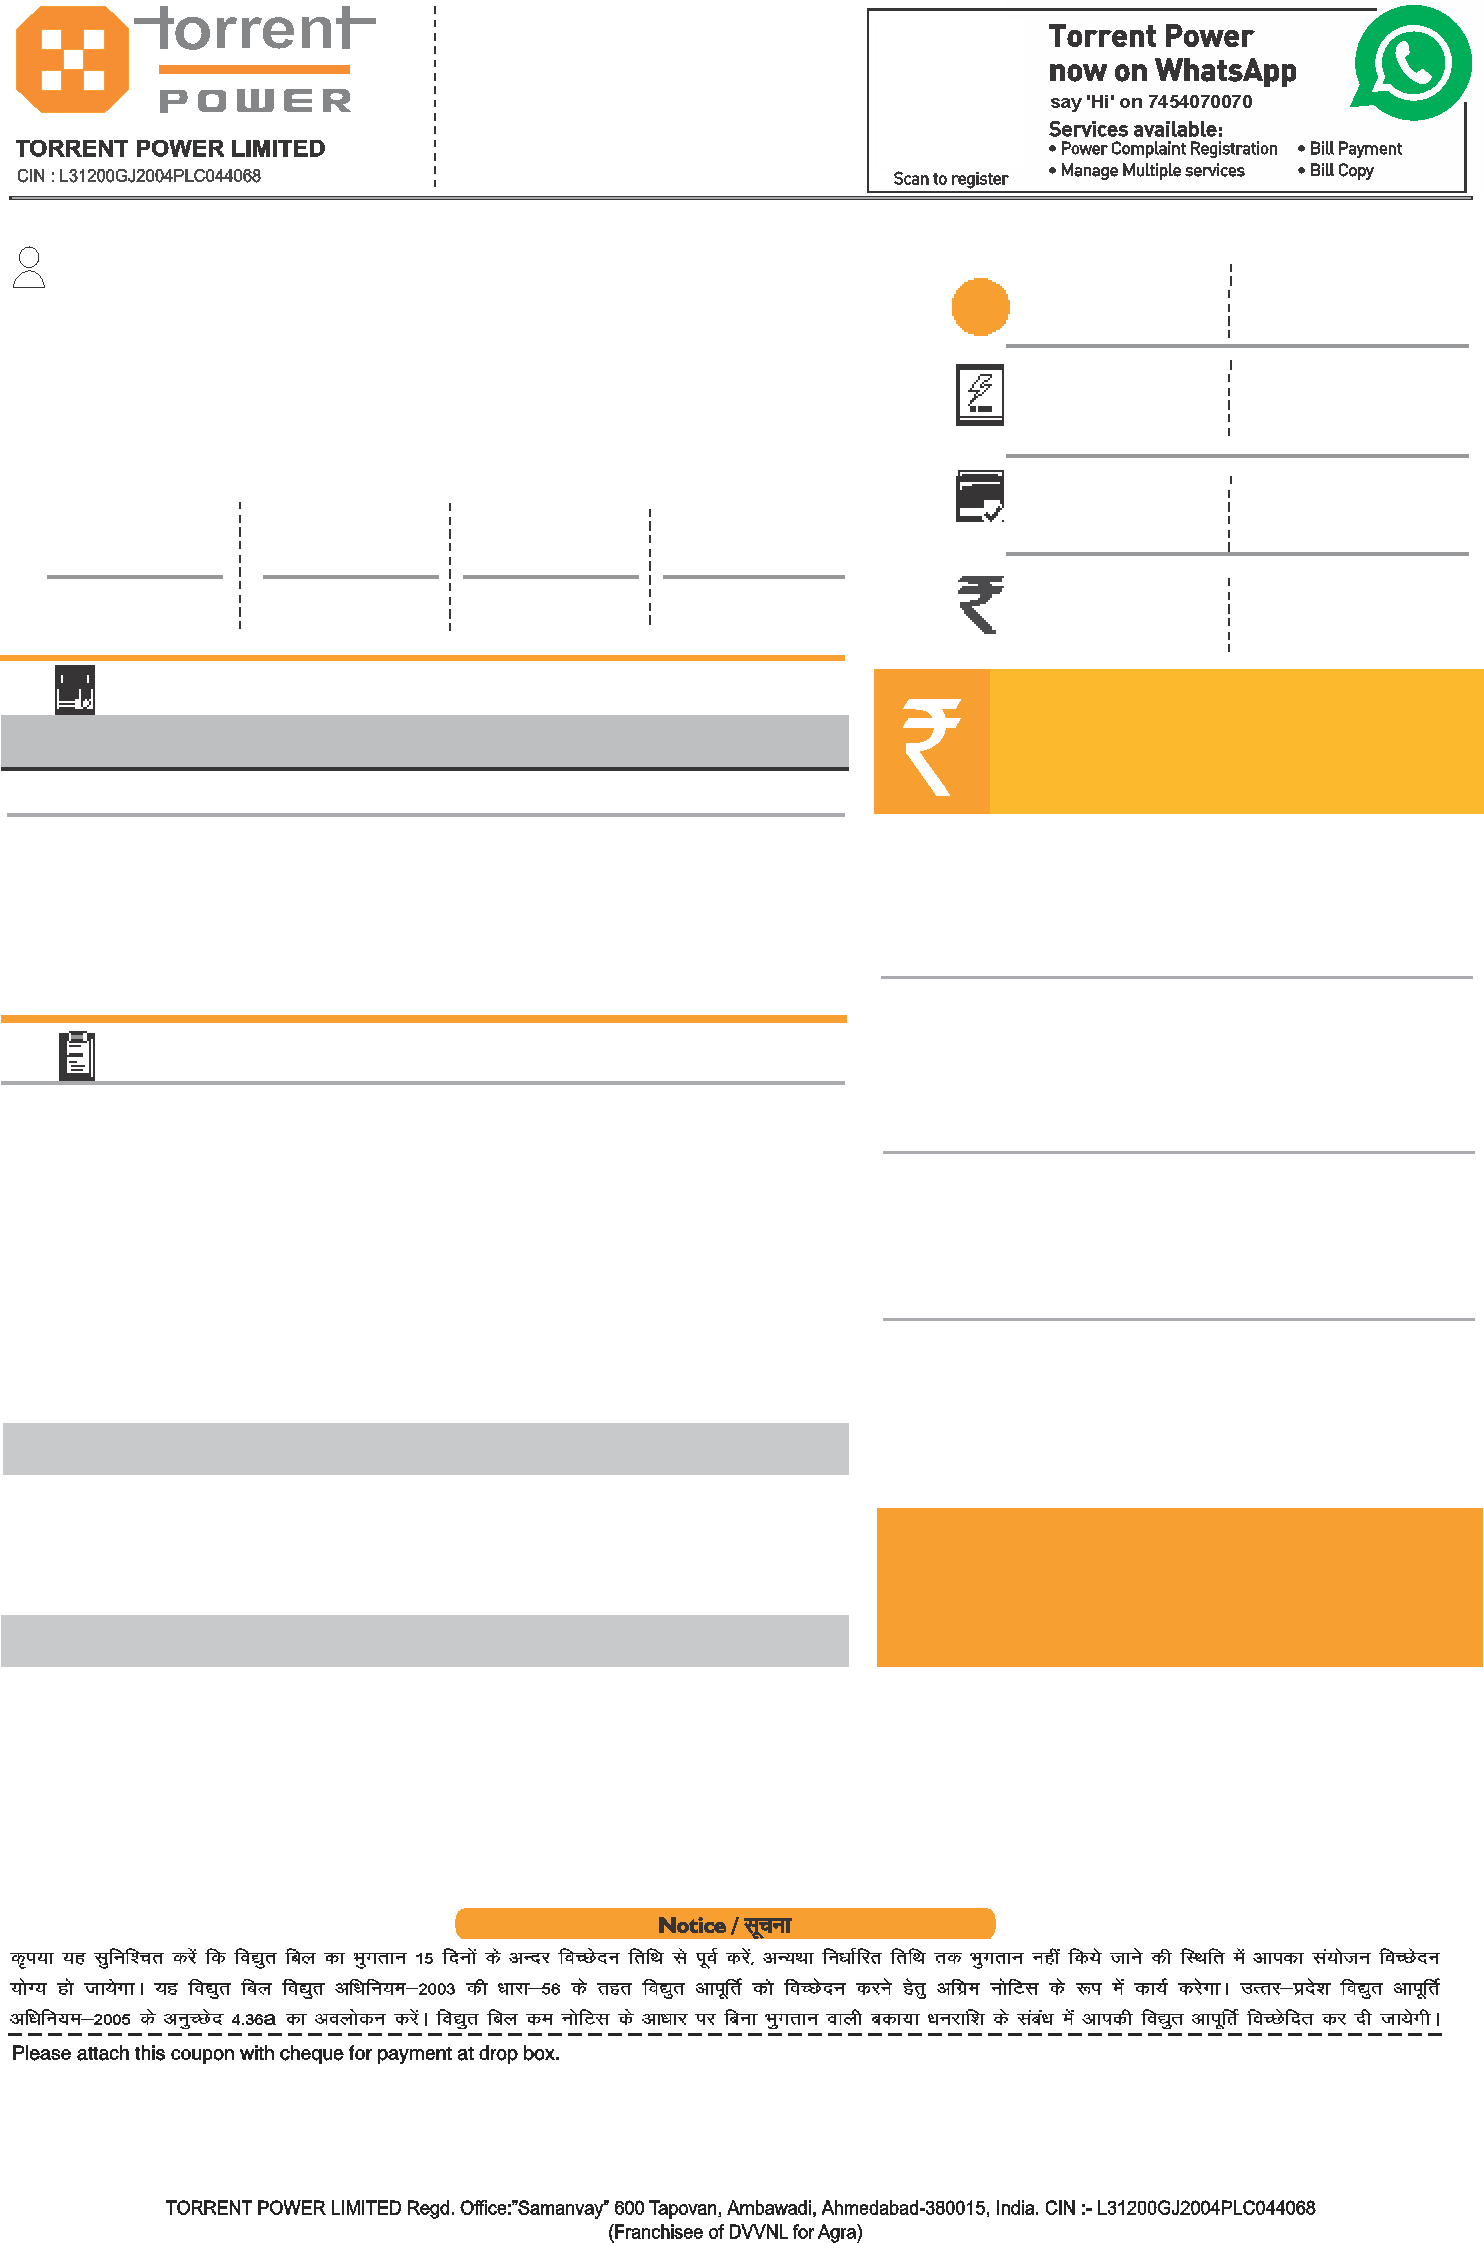 torrent
POWER
TORRENT POWER LIMITED
CIN : L31200GJ2004PLC044068
Torrent Power
now on WhatsApp
say 'Hi' on 7454070070
Services available:
• Power Complaint Registration • Bill Payment
• Manage Multiple services • Bill Copy
Scan to register
₹
₹
Notice / सूचना
कृपया यह सुनिश्चित करें कि विद्युत बिल का भुगतान 15 दिनों के अन्दर विच्छेदन तिथि से पूर्व करें, अन्यथा निर्धारित तिथि तक भुगतान नहीं किये जाने की स्थिति में आपका संयोजन विच्छेदन
योग्य हो जायेगा। यह विद्युत बिल विद्युत अधिनियम–2003 की धारा–56 के तहत विद्युत आपूर्ति को विच्छेदन करने हेतु अग्रिम नोटिस के रूप में कार्य करेगा। उत्तर–प्रदेश विद्युत आपूर्ति
अधिनियम–2005 के अनुच्छेद 4.36a का अवलोकन करें। विद्युत बिल कम नोटिस के आधार पर बिना भुगतान वाली बकाया धनराशि के संबंध में आपकी विद्युत आपूर्ति विच्छेदित कर दी जायेगी।
Please attach this coupon with cheque for payment at drop box.
TORRENT POWER LIMITED Regd. Office:"Samanvay" 600 Tapovan, Ambawadi, Ahmedabad-380015, India. CIN :- L31200GJ2004PLC044068
(Franchisee of DVVNL for Agra)